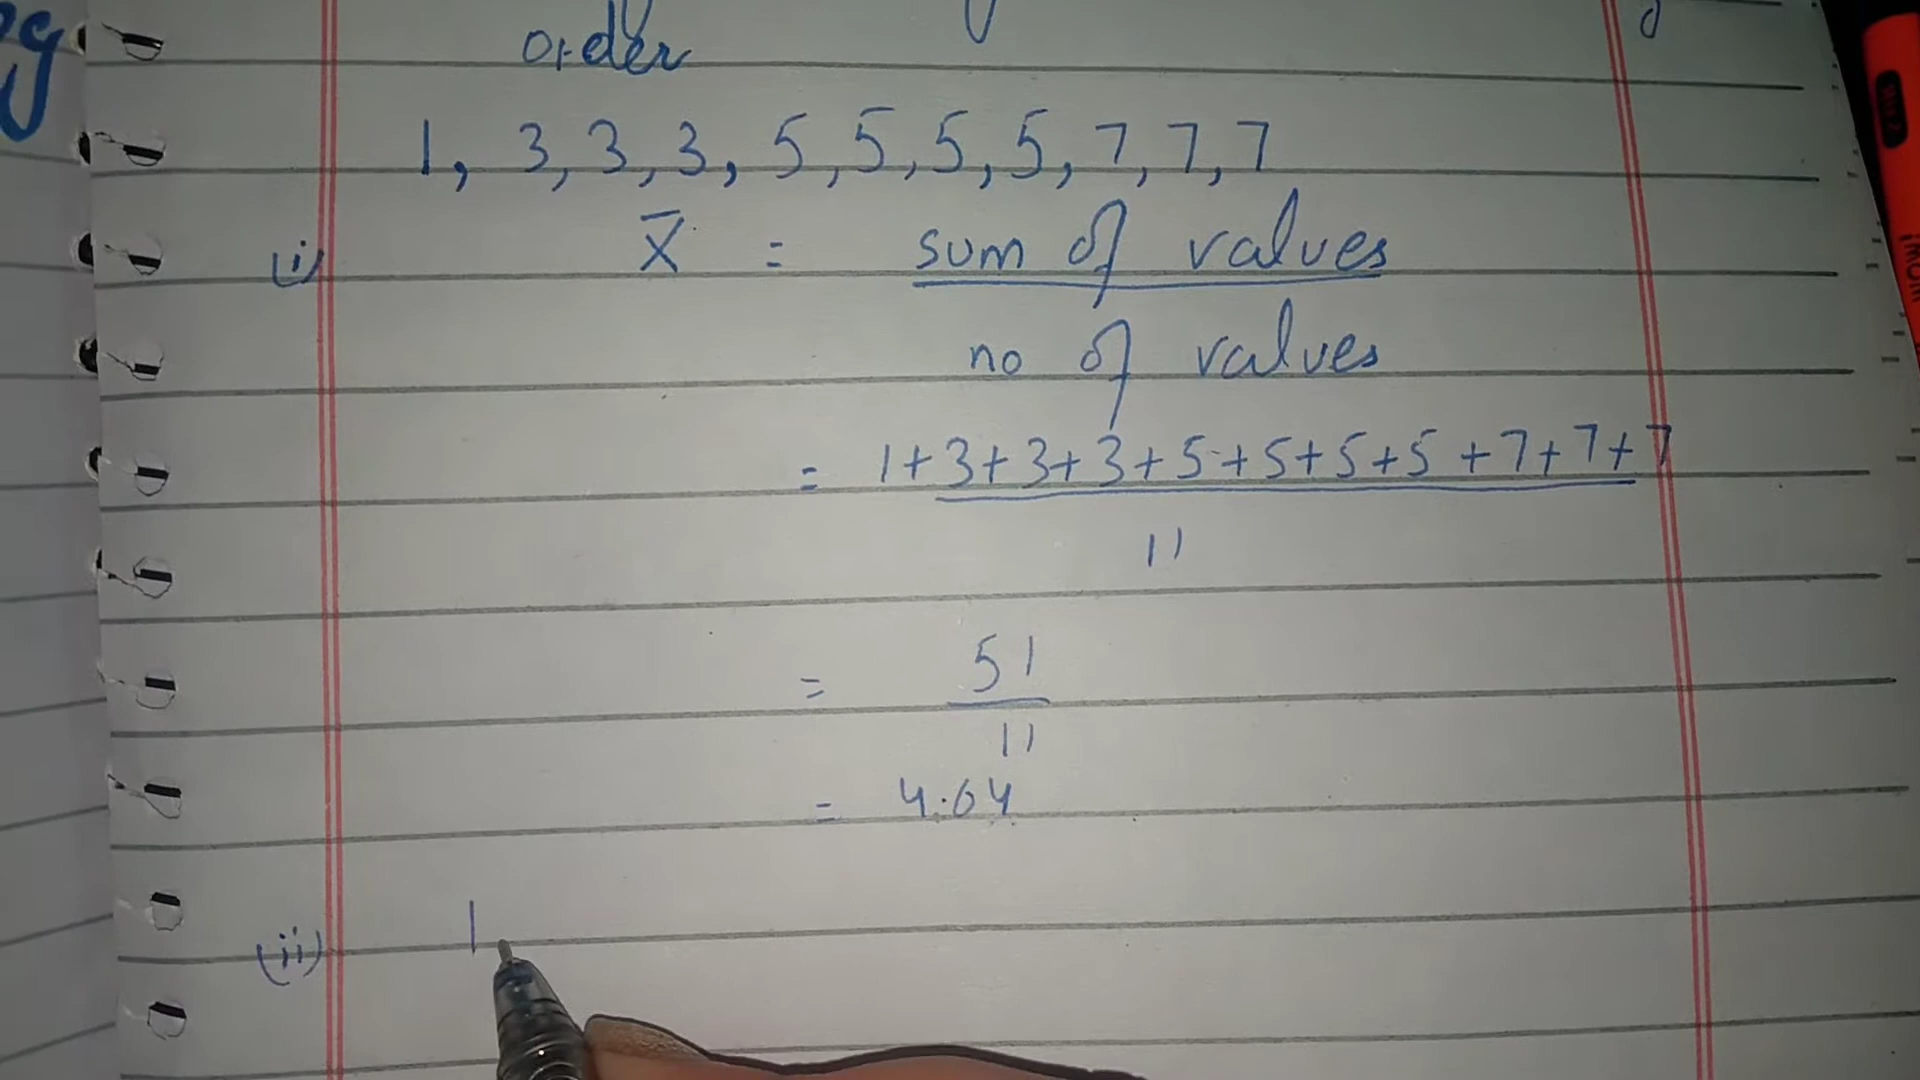 order
1, 3, 3, 3, 5, 5, 5, 5, 7, 7, 7
(i) X̄ = sum of values
no of values
= 1+3+3+3+5+5+5+5+7+7+7
11
= 51
11
= 4.64
(ii) 1